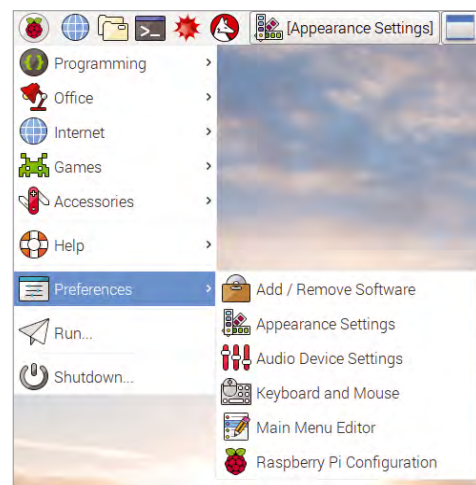 [Appearance Settings]
Programming
Office
Internet
Games
Accessories
Help
Preferences
Run...
Shutdown...
Add / Remove Software
Appearance Settings
Audio Device Settings
Keyboard and Mouse
Main Menu Editor
Raspberry Pi Configuration